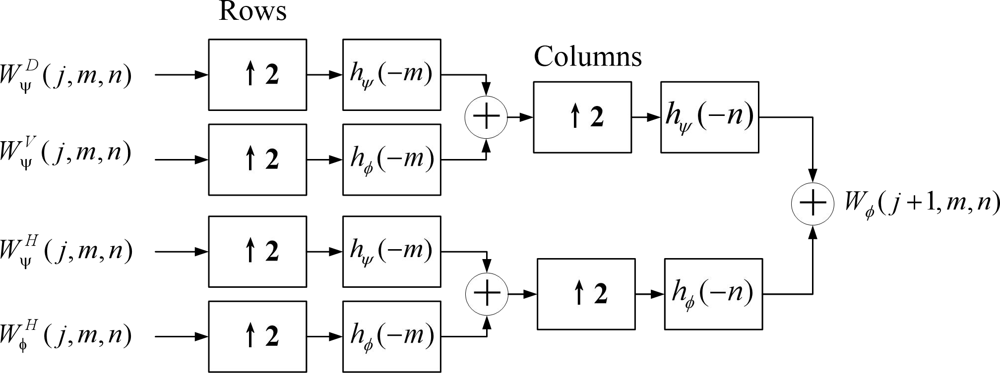 Rows
Columns
W_ψ^D(j,m,n) ↑2 h_ψ(−m)
+ ↑2 h_ψ(−n)
W_ψ^V(j,m,n) ↑2 h_ϕ(−m)
+ W_ϕ(j+1,m,n)
W_ψ^H(j,m,n) ↑2 h_ψ(−m)
+ ↑2 h_ϕ(−n)
W_ϕ^H(j,m,n) ↑2 h_ϕ(−m)